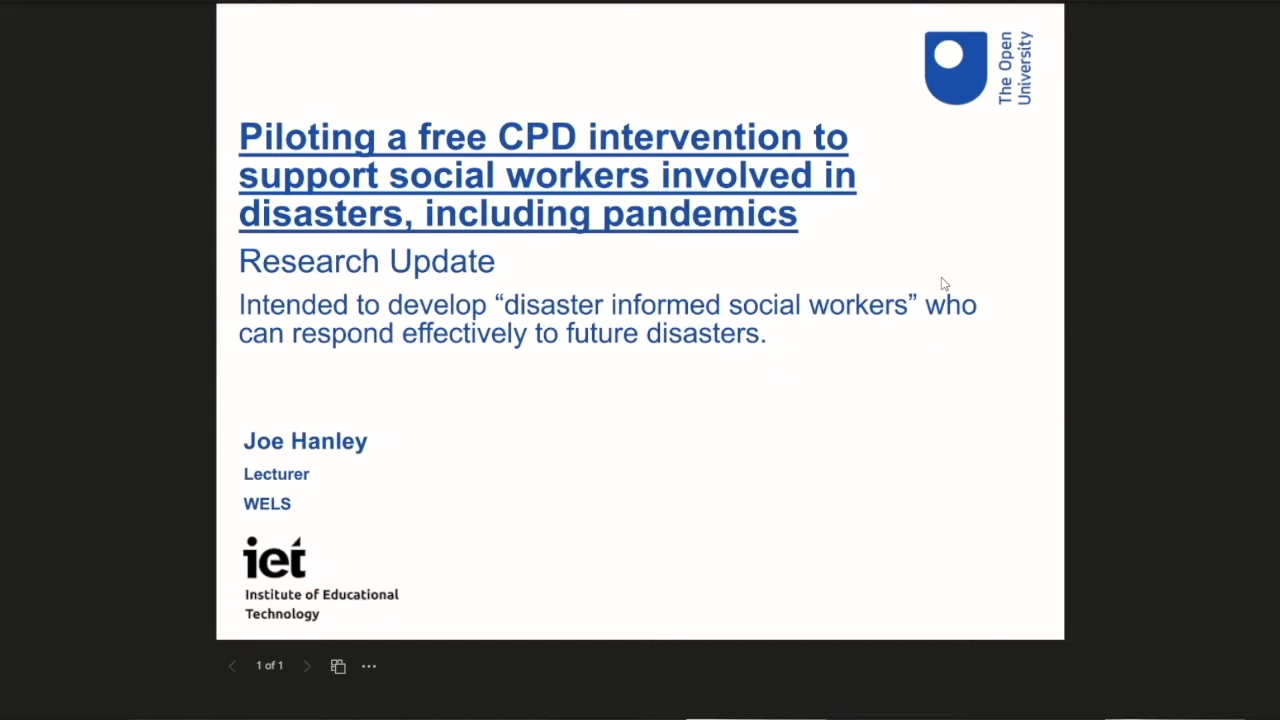 The Open
University
Piloting a free CPD intervention to
support social workers involved in
disasters, including pandemics
Research Update
Intended to develop “disaster informed social workers” who
can respond effectively to future disasters.
Joe Hanley
Lecturer
WELS
iet
Institute of Educational
Technology
1 of 1